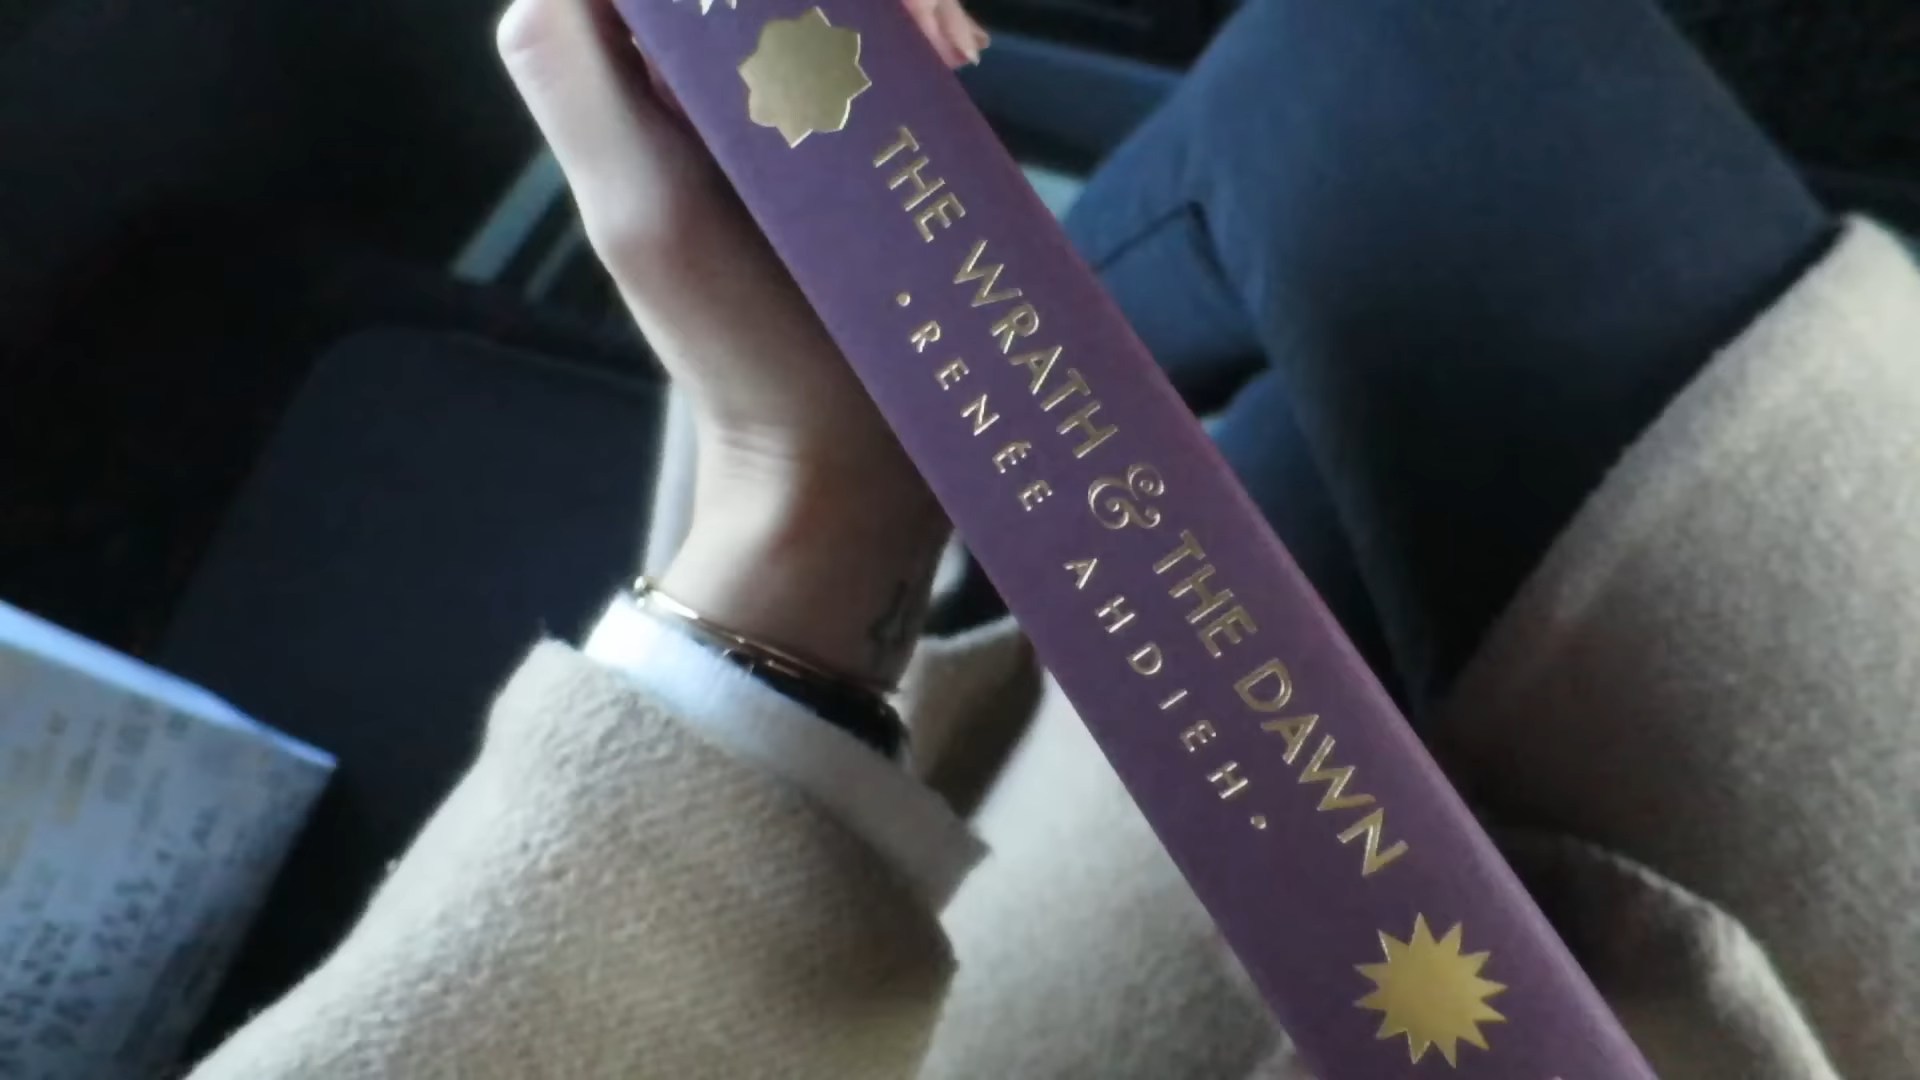 THE WRATH & THE DAWN
• RENÉE AHDIEH •